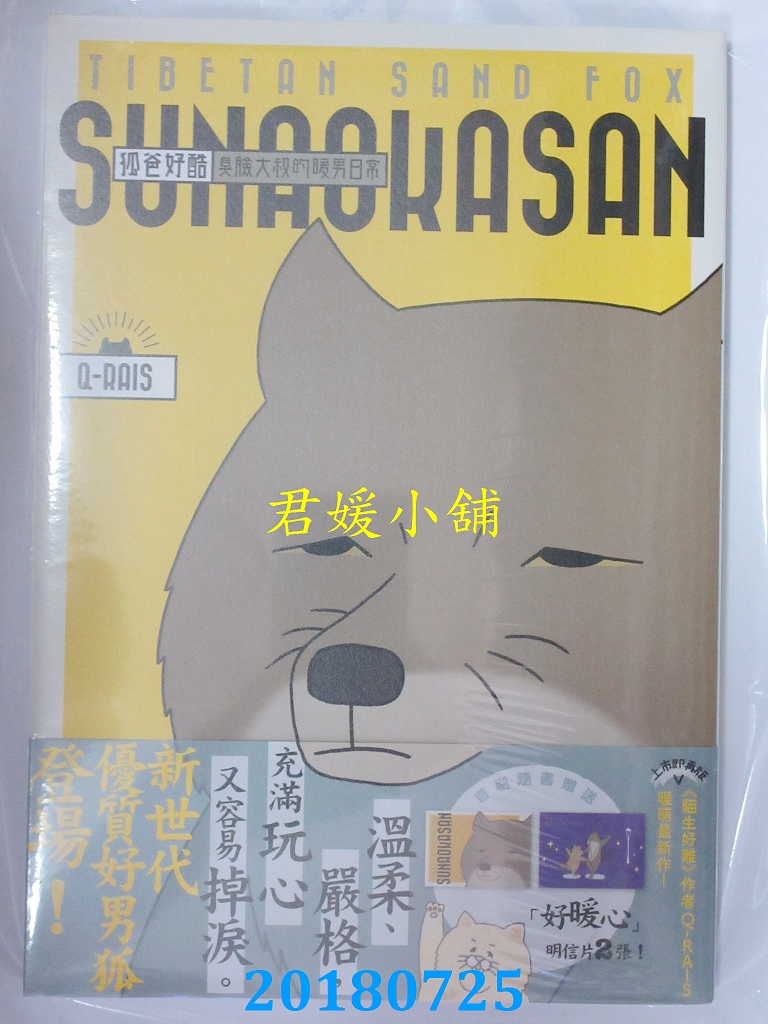 TIBETAN SAND FOX
SUNAOKASAN
狐爸好酷 臭臉大叔的暖男日常
Q-RAIS
君媛小舖
上市即再版
《貓生好難》作者Q-RAIS
暖萌最新作！
首刷隨書贈送
SUNAOKASAN
「好暖心」
明信片2張！
溫柔、
嚴格，
充滿玩心
又容易掉淚。
新世代
優質好男狐
登場！
20180725